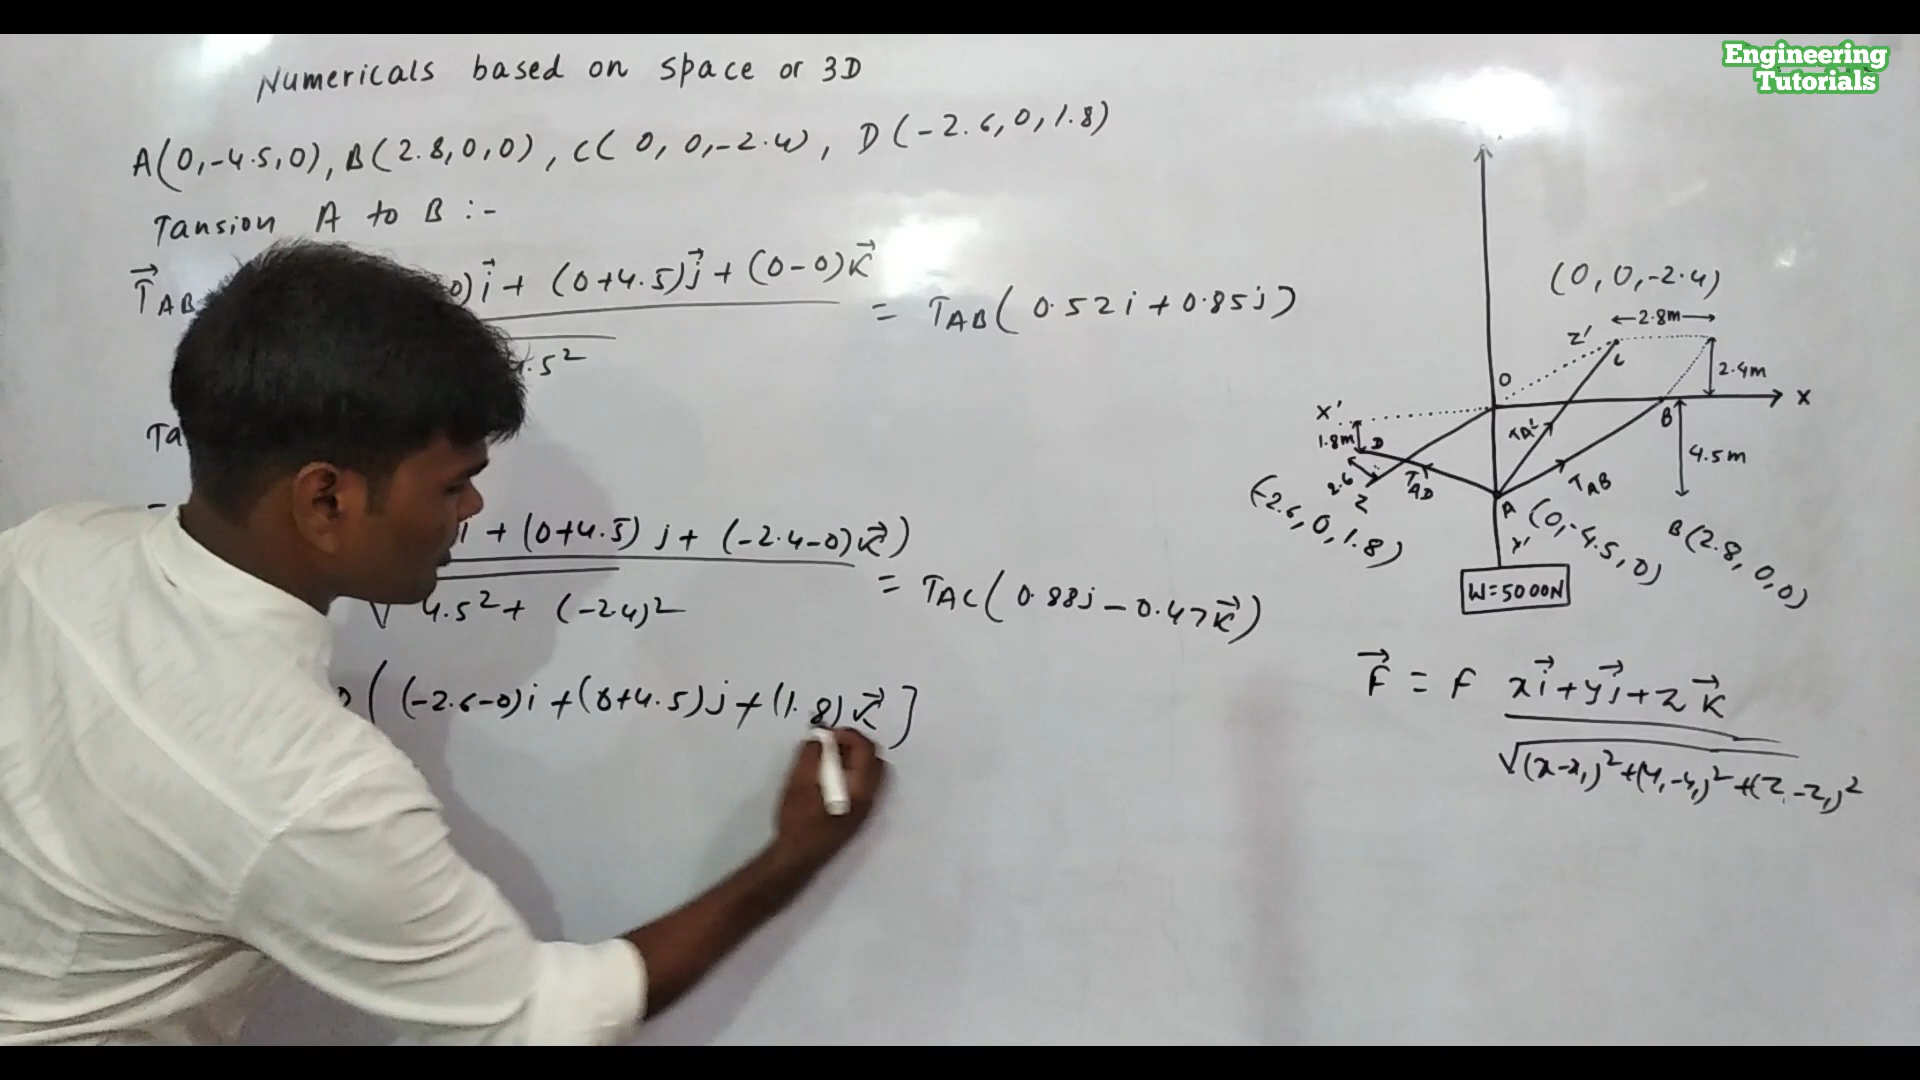 Engineering
Tutorials
Numericals based on space or 3D
A(0,-4.5,0), B(2.8,0,0), C( 0, 0,-2.4), D(-2.6,0,1.8)
Tansion A to B :-
T⃗AB 0)i⃗ + (0+4.5)j⃗ + (0-0)k⃗ = TAB( 0.52i + 0.85j)
.5²
Ta
i + (0+4.5) j + (-2.4-0)k⃗)
√4.5² + (-2.4)² = TAC( 0.88j - 0.47k⃗)
D ( (-2.6-0)i + (0+4.5)j + (1.8)k⃗ ]
(0, 0, -2.4)
2.8m
z'
C
2.4m
O
x'
X
B
1.8m
D
TAC
4.5m
2.6
Z
TAD
TAB
A (0,-4.5,0)
(-2.6, 0, 1.8)
B(2.8, 0,0)
Y'
W=5000N
F⃗ = F xi⃗ + yj⃗ + zk⃗
√(x-x₁)²+(y₁-y₁)²+(z₁-z₁)²